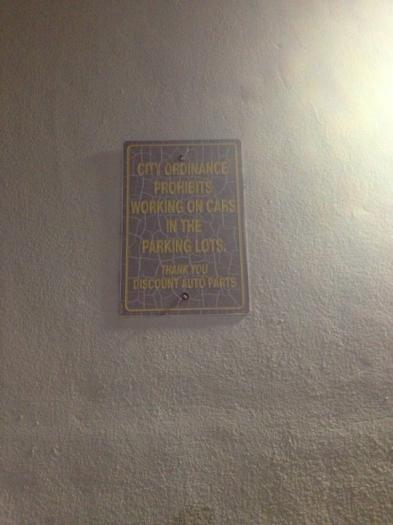 CITY ORDINANCE
PROHIBITS
WORKING ON CARS
IN THE
PARKING LOTS.
THANK YOU
DISCOUNT AUTO PARTS